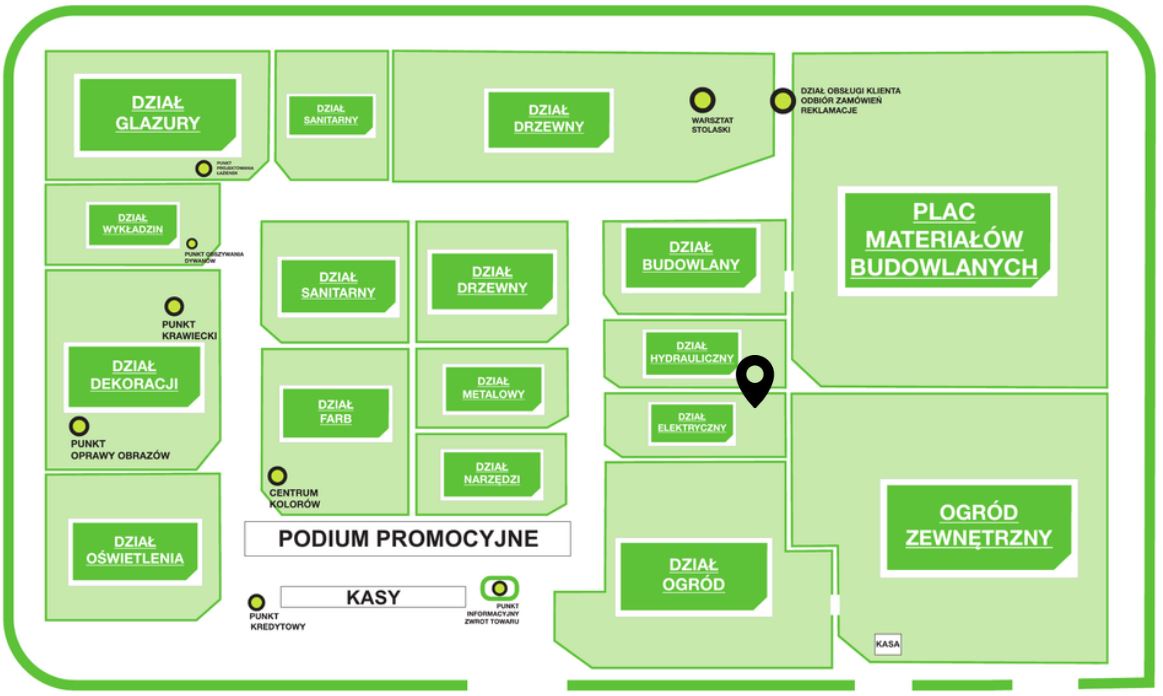 DZIAŁ
GLAZURY
PUNKT
PROJEKTOWANIA
ŁAZIENEK
DZIAŁ
SANITARNY
DZIAŁ
DRZEWNY
WARSZTAT
STOLASKI
DZIAŁ OBSŁUGI KLIENTA
ODBIÓR ZAMÓWIEŃ
REKLAMACJE
PLAC
MATERIAŁÓW
BUDOWLANYCH
DZIAŁ
WYKŁADZIN
PUNKT OBSZYWANIA
DYWANÓW
DZIAŁ
SANITARNY
DZIAŁ
DRZEWNY
DZIAŁ
BUDOWLANY
PUNKT
KRAWIECKI
DZIAŁ
DEKORACJI
PUNKT
OPRAWY OBRAZÓW
DZIAŁ
FARB
CENTRUM
KOLORÓW
DZIAŁ
METALOWY
DZIAŁ
NARZĘDZI
DZIAŁ
HYDRAULICZNY
DZIAŁ
ELEKTRYCZNY
DZIAŁ
OŚWIETLENIA
PODIUM PROMOCYJNE
KASY
PUNKT
KREDYTOWY
PUNKT
INFORMACYJNY
ZWROT TOWARU
DZIAŁ
OGRÓD
OGRÓD
ZEWNĘTRZNY
KASA